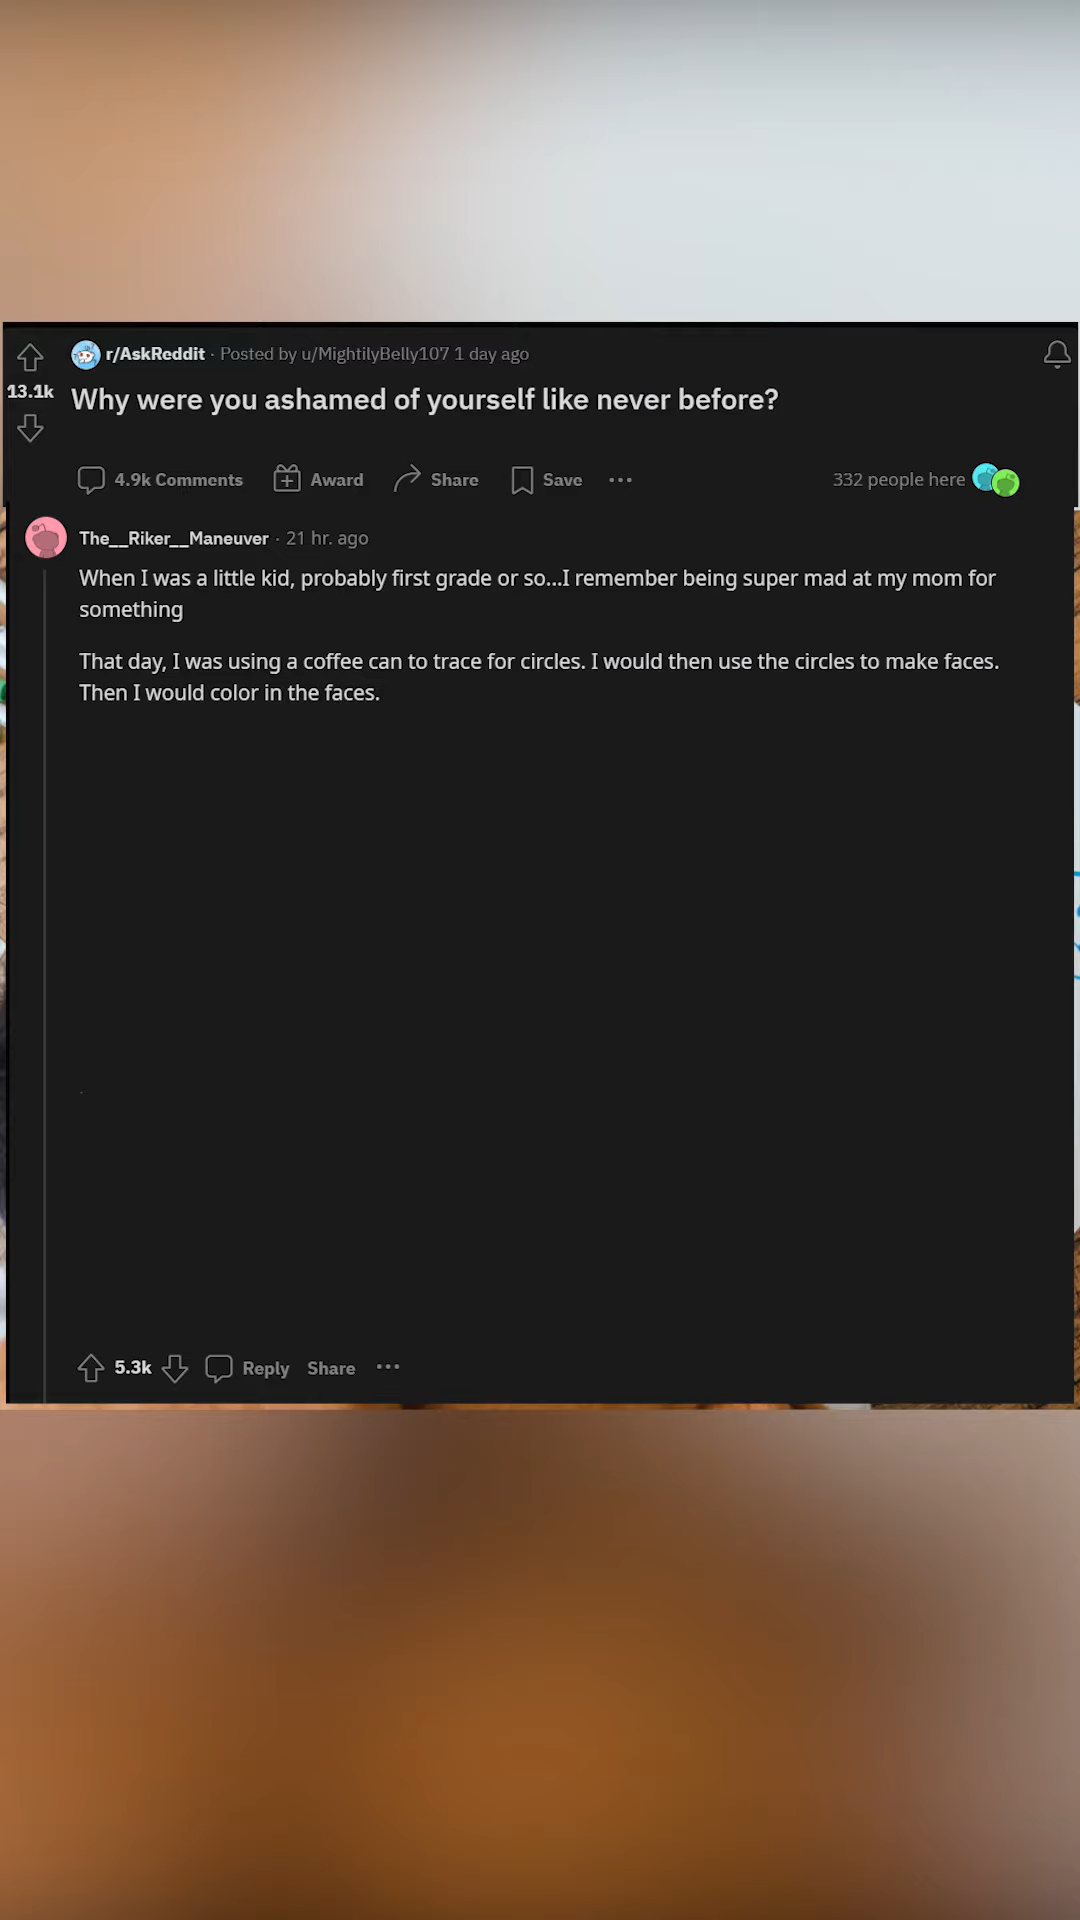 r/AskReddit · Posted by u/MightilyBelly107 1 day ago
13.1k
Why were you ashamed of yourself like never before?
4.9k Comments Award Share Save ··· 332 people here
The__Riker__Maneuver · 21 hr. ago
When I was a little kid, probably first grade or so...I remember being super mad at my mom for
something
That day, I was using a coffee can to trace for circles. I would then use the circles to make faces.
Then I would color in the faces.
5.3k Reply Share ···